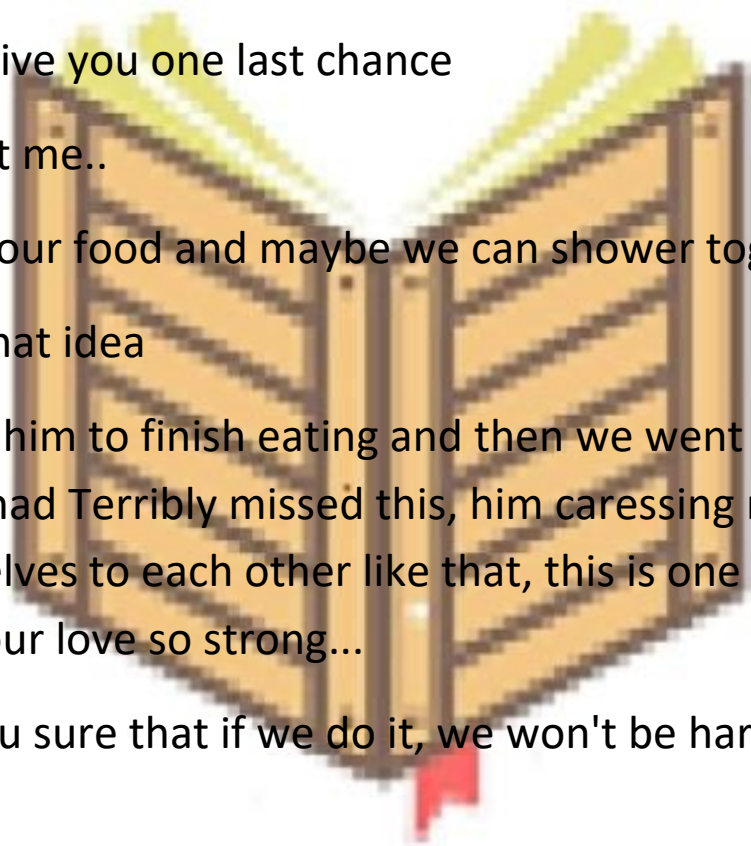 ive you one last chance
t me..
our food and maybe we can shower tog
hat idea
him to finish eating and then we went
had Terribly missed this, him caressing
elves to each other like that, this is one
our love so strong...
u sure that if we do it, we won't be har